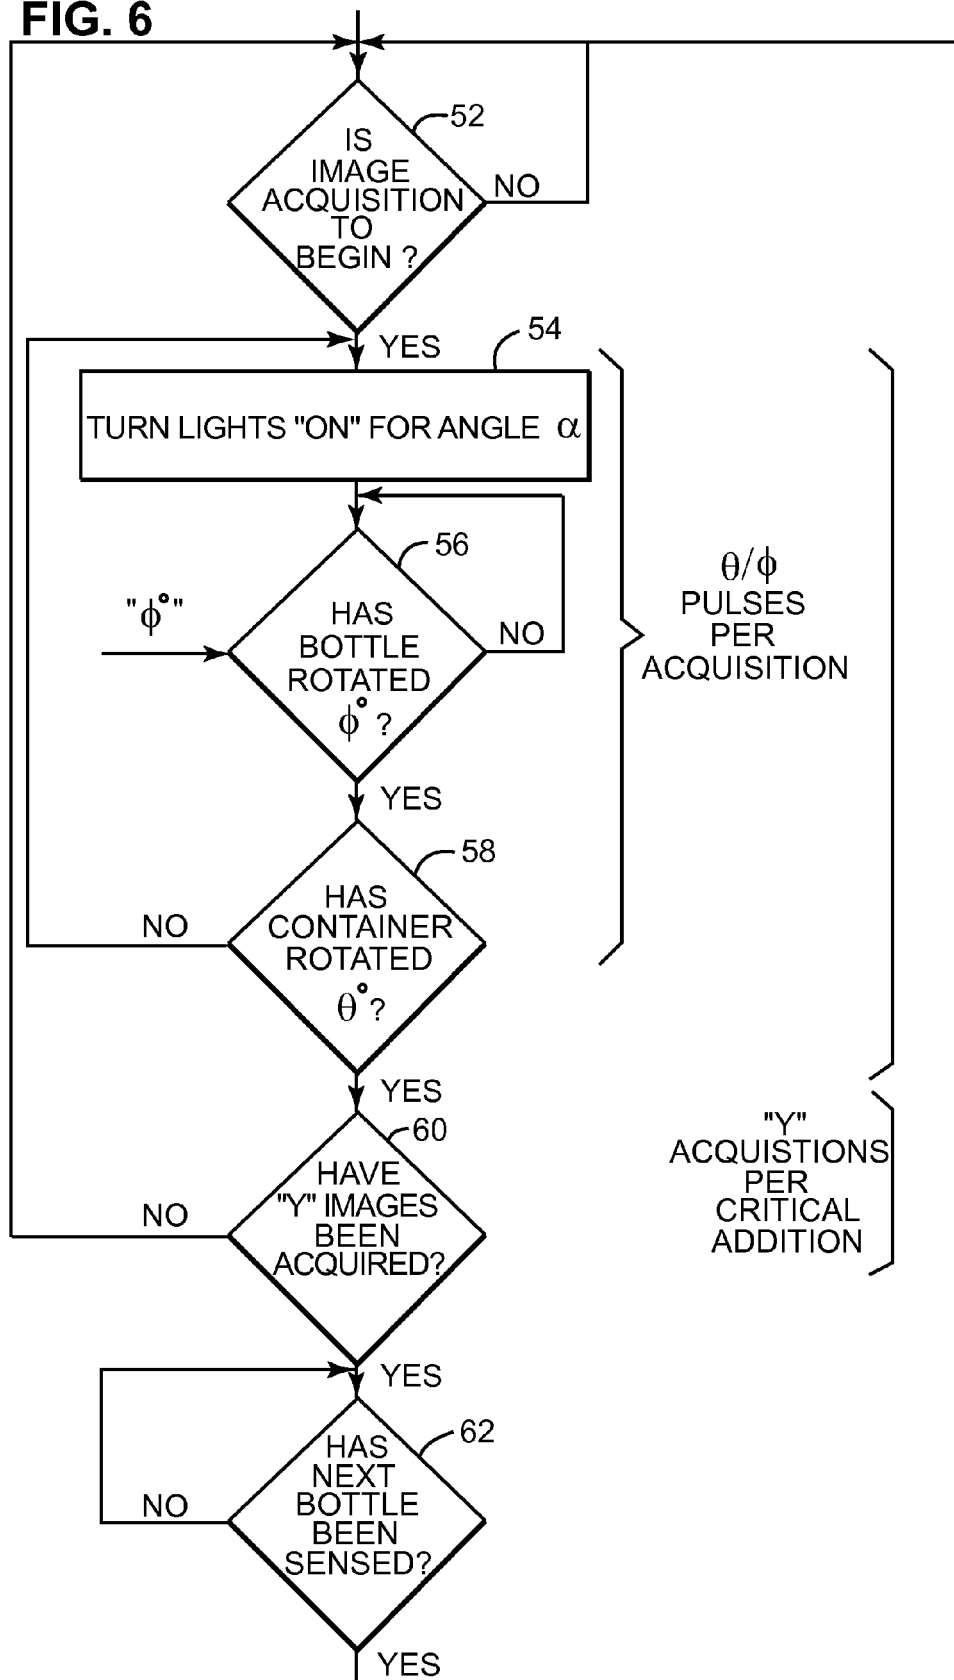 FIG. 6
52
IS
IMAGE
ACQUISITION
TO
BEGIN ?
NO
YES
54
TURN LIGHTS "ON" FOR ANGLE α
56
"ϕ°"
HAS
BOTTLE
ROTATED
ϕ° ?
NO
θ/ϕ
PULSES
PER
ACQUISITION
YES
58
HAS
CONTAINER
ROTATED
θ° ?
NO
YES
60
HAVE
"Y" IMAGES
BEEN
ACQUIRED?
NO
"Y"
ACQUISTIONS
PER
CRITICAL
ADDITION
YES
62
HAS
NEXT
BOTTLE
BEEN
SENSED?
NO
YES